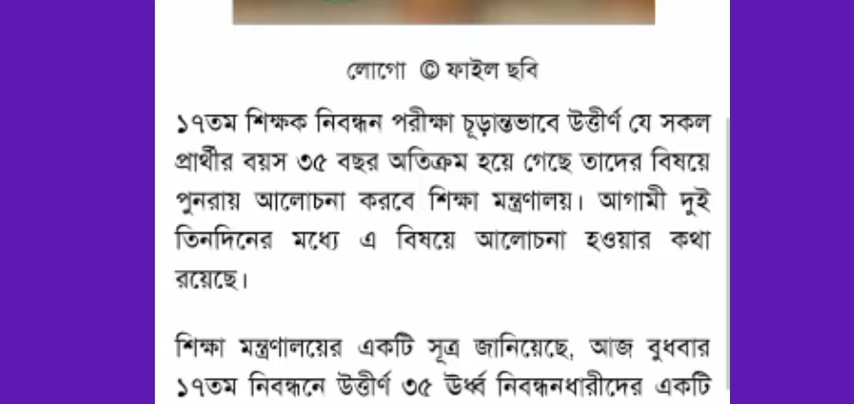 লোগো © ফাইল ছবি
১৭তম শিক্ষক নিবন্ধন পরীক্ষা চূড়ান্তভাবে উত্তীর্ণ যে সকল
প্রার্থীর বয়স ৩৫ বছর অতিক্রম হয়ে গেছে তাদের বিষয়ে
পুনরায় আলোচনা করবে শিক্ষা মন্ত্রণালয়। আগামী দুই
তিনদিনের মধ্যে এ বিষয়ে আলোচনা হওয়ার কথা
রয়েছে।
শিক্ষা মন্ত্রণালয়ের একটি সূত্র জানিয়েছে, আজ বুধবার
১৭তম নিবন্ধনে উত্তীর্ণ ৩৫ ঊর্ধ্ব নিবন্ধনধারীদের একটি